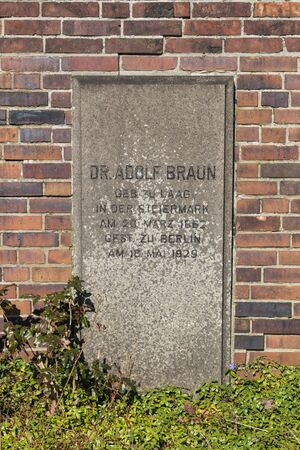 DR. ADOLF BRAUN
GEB. ZU LAAG
IN DER STEIERMARK
AM 20. MÄRZ 1862
GEST. ZU BERLIN
AM 13. MAI 1929